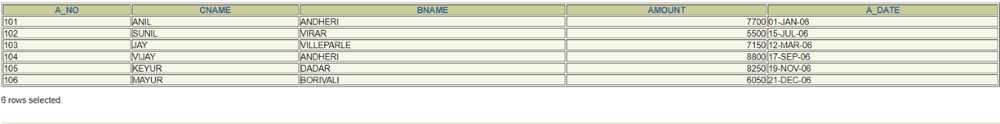 A_NO CNAME BNAME AMOUNT A_DATE
101 ANIL ANDHERI 7700 01-JAN-06
102 SUNIL VIRAR 5500 15-JUL-06
103 JAY VILLEPARLE 7150 12-MAR-06
104 VIJAY ANDHERI 8800 17-SEP-06
105 KEYUR DADAR 8250 19-NOV-06
106 MAYUR BORIVALI 6050 21-DEC-06
6 rows selected.